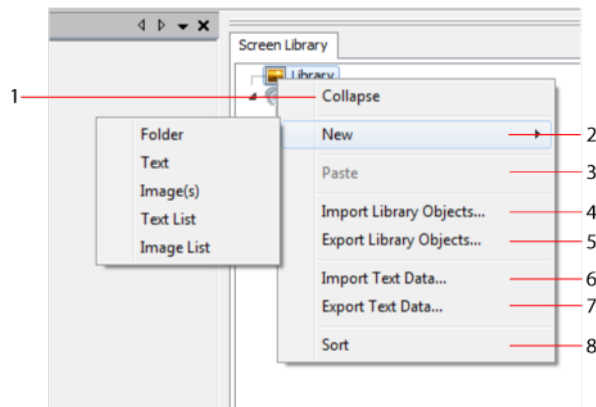 Screen Library
Library
1
Collapse
Folder
Text
Image(s)
Text List
Image List
New
2
Paste
3
Import Library Objects...
4
Export Library Objects...
5
Import Text Data...
6
Export Text Data...
7
Sort
8